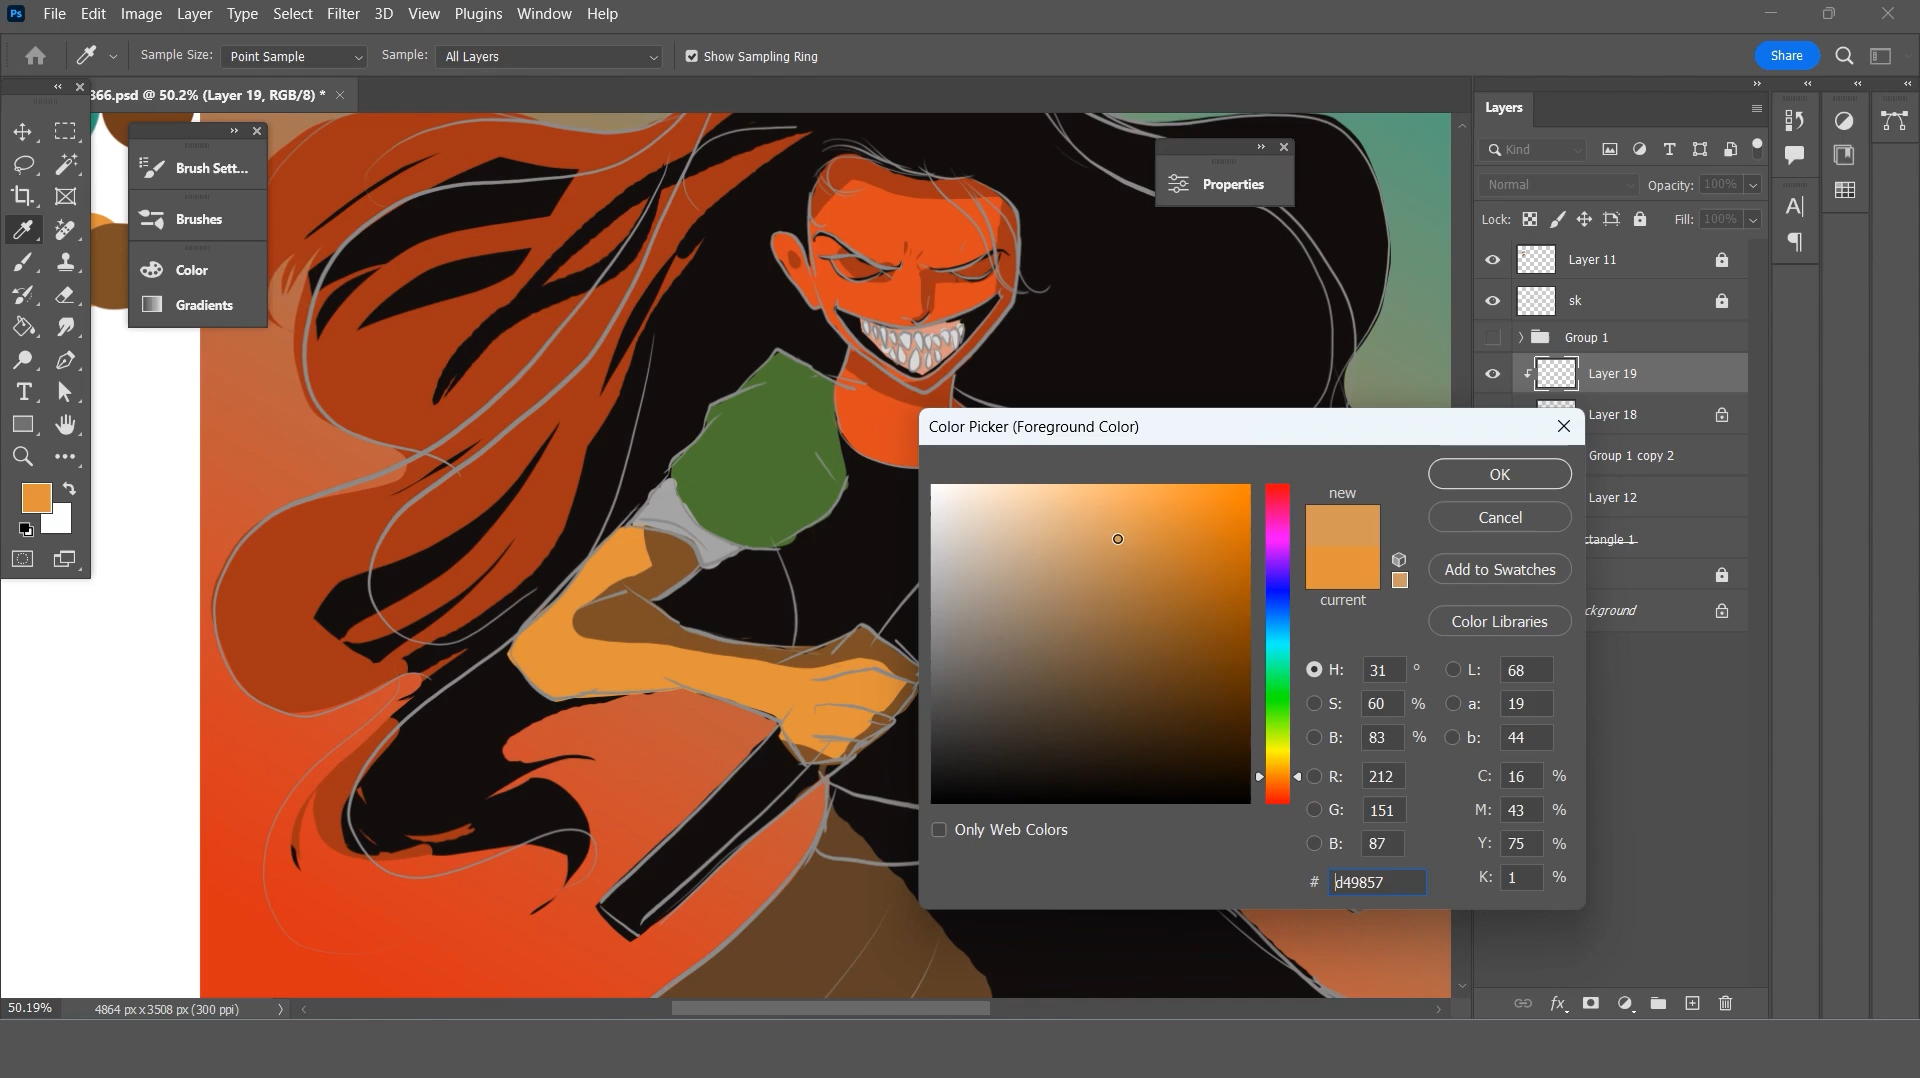 Ps File Edit Image Layer Type Select Filter 3D View Plugins Window Help
Sample Size: Point Sample Sample: All Layers Show Sampling Ring Share
366.psd @ 50.2% (Layer 19, RGB/8) *
Brush Sett...
Brushes
Color
Gradients
Properties
Layers
Kind
Normal Opacity: 100%
Lock: Fill: 100%
Layer 11
sk
Group 1
Layer 19
Layer 18
Group 1 copy 2
Layer 12
ctangle 1
ckground
Color Picker (Foreground Color)
new
current
OK
Cancel
Add to Swatches
Color Libraries
H: 31 ° L: 68
S: 60 % a: 19
B: 83 % b: 44
R: 212 C: 16 %
G: 151 M: 43 %
B: 87 Y: 75 %
# d49857 K: 1 %
Only Web Colors
50.19% 4864 px x 3508 px (300 ppi)